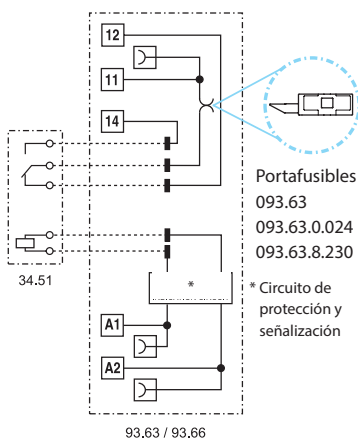 12
11
14
34.51
*
A1
A2
93.63 / 93.66
Portafusibles
093.63
093.63.0.024
093.63.8.230
* Circuito de
protección y
señalización